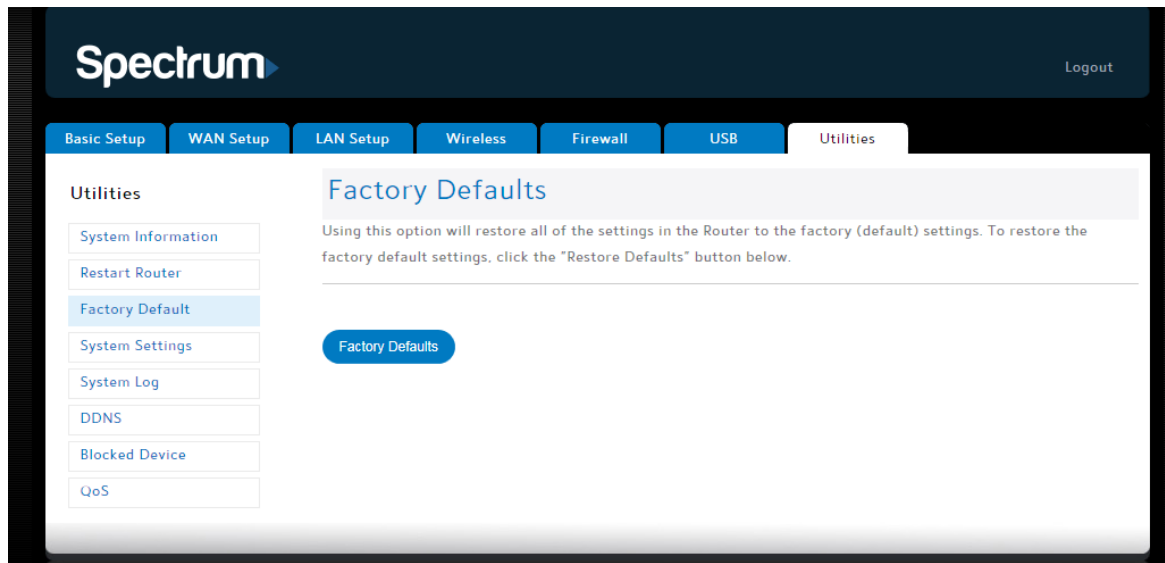 Spectrum
Logout
Basic Setup
WAN Setup
LAN Setup
Wireless
Firewall
USB
Utilities
Utilities
System Information
Restart Router
Factory Default
System Settings
System Log
DDNS
Blocked Device
QoS
Factory Defaults
Using this option will restore all of the settings in the Router to the factory (default) settings. To restore the
factory default settings, click the "Restore Defaults" button below.
Factory Defaults